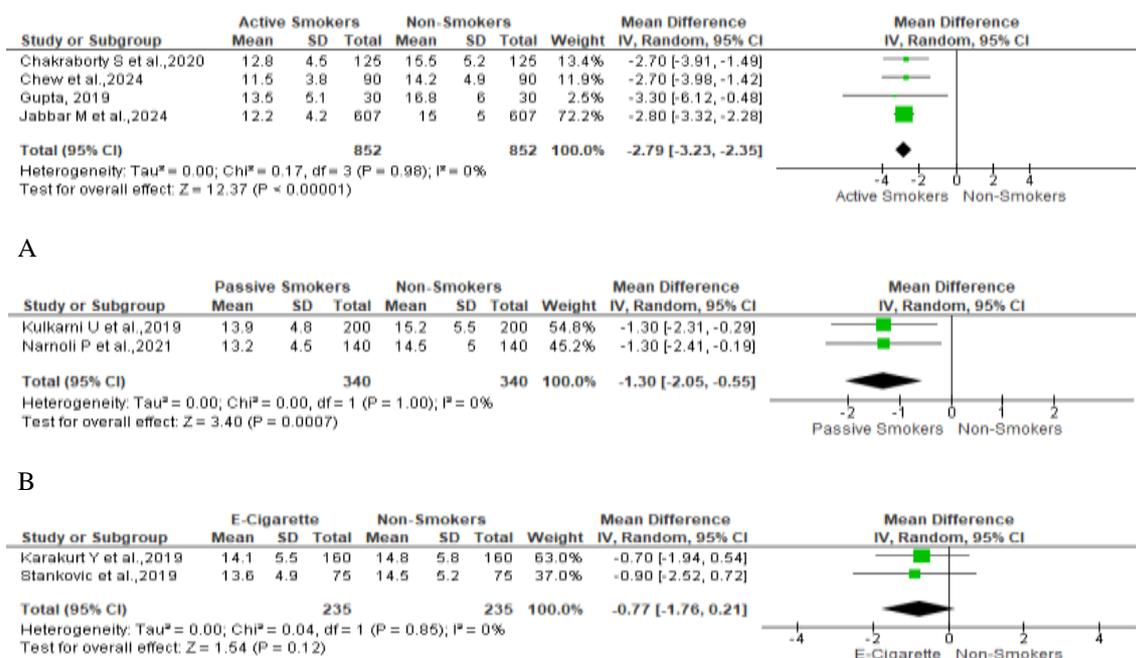 Active Smokers Non-Smokers Mean Difference Mean Difference
Study or Subgroup Mean SD Total Mean SD Total Weight IV, Random, 95% CI IV, Random, 95% CI
Chakraborty S et al.,2020 12.8 4.5 125 15.5 5.2 125 13.4% -2.70 [-3.91, -1.49]
Chew et al.,2024 11.5 3.8 90 14.2 4.9 90 11.9% -2.70 [-3.98, -1.42]
Gupta, 2019 13.5 5.1 30 16.8 6 30 2.5% -3.30 [-6.12, -0.48]
Jabbar M et al.,2024 12.2 4.2 607 15 5 607 72.2% -2.80 [-3.32, -2.28]
Total (95% CI) 852 852 100.0% -2.79 [-3.23, -2.35]
Heterogeneity: Tau² = 0.00; Chi² = 0.17, df = 3 (P = 0.98); I² = 0%
Test for overall effect: Z = 12.37 (P < 0.00001)
-4 -2 0 2 4
Active Smokers Non-Smokers
A
Passive Smokers Non-Smokers Mean Difference Mean Difference
Study or Subgroup Mean SD Total Mean SD Total Weight IV, Random, 95% CI IV, Random, 95% CI
Kulkarni U et al.,2019 13.9 4.8 200 15.2 5.5 200 54.8% -1.30 [-2.31, -0.29]
Narnoli P et al.,2021 13.2 4.5 140 14.5 5 140 45.2% -1.30 [-2.41, -0.19]
Total (95% CI) 340 340 100.0% -1.30 [-2.05, -0.55]
Heterogeneity: Tau² = 0.00; Chi² = 0.00, df = 1 (P = 1.00); I² = 0%
Test for overall effect: Z = 3.40 (P = 0.0007)
-2 -1 0 1 2
Passive Smokers Non-Smokers
B
E-Cigarette Non-Smokers Mean Difference Mean Difference
Study or Subgroup Mean SD Total Mean SD Total Weight IV, Random, 95% CI IV, Random, 95% CI
Karakurt Y et al.,2019 14.1 5.5 160 14.8 5.8 160 63.0% -0.70 [-1.94, 0.54]
Stankovic et al.,2019 13.6 4.9 75 14.5 5.2 75 37.0% -0.90 [-2.52, 0.72]
Total (95% CI) 235 235 100.0% -0.77 [-1.76, 0.21]
Heterogeneity: Tau² = 0.00; Chi² = 0.04, df = 1 (P = 0.85); I² = 0%
Test for overall effect: Z = 1.54 (P = 0.12)
-4 -2 0 2 4
E-Cigarette Non-Smokers